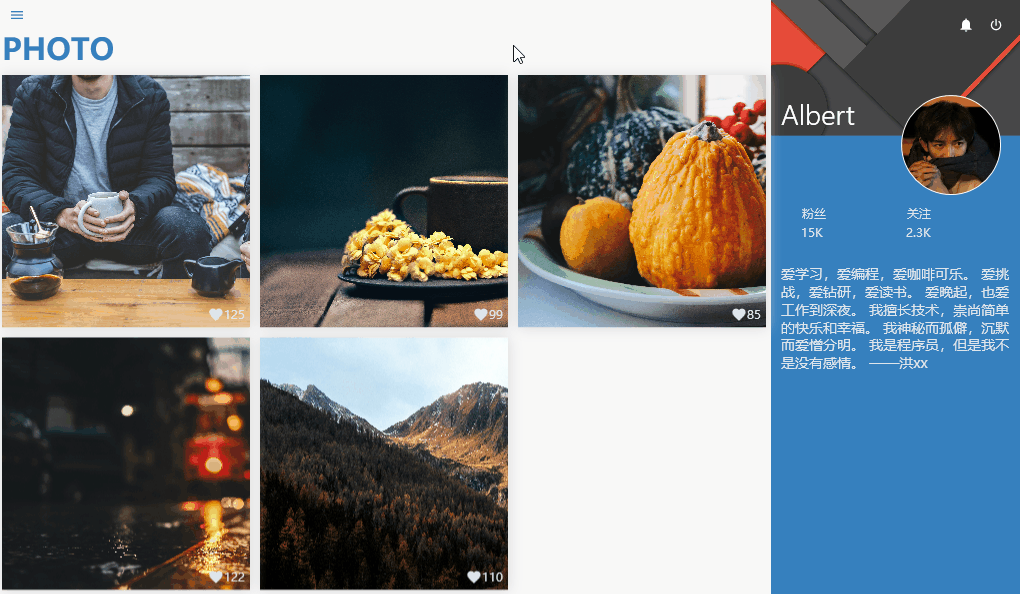 PHOTO
125
99
85
122
110
Albert
粉丝
关注
15K
2.3K
爱学习，爱编程，爱咖啡可乐。 爱挑
战，爱钻研，爱读书。 爱晚起，也爱
工作到深夜。 我擅长技术，崇尚简单
的快乐和幸福。 我神秘而孤僻，沉默
而爱憎分明。 我是程序员，但是我不
是没有感情。 ——洪xx